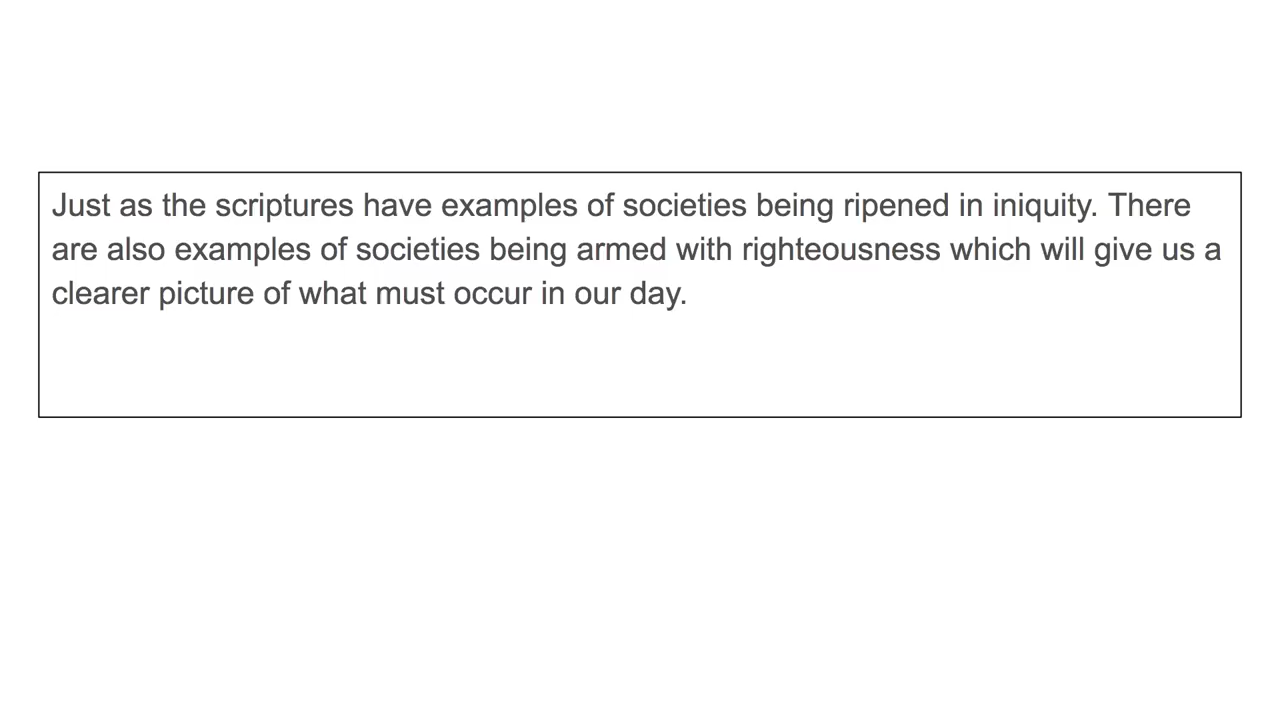 Just as the scriptures have examples of societies being ripened in iniquity. There
are also examples of societies being armed with righteousness which will give us a
clearer picture of what must occur in our day.